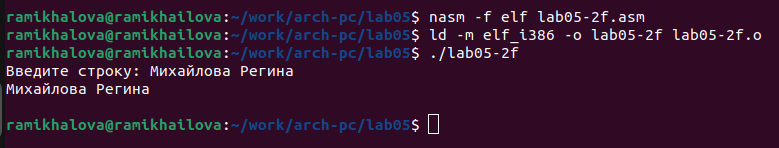 ramikhalova@ramikhailova:~/work/arch-pc/lab05$ nasm -f elf lab05-2f.asm
ramikhalova@ramikhailova:~/work/arch-pc/lab05$ ld -m elf_i386 -o lab05-2f lab05-2f.o
ramikhalova@ramikhailova:~/work/arch-pc/lab05$ ./lab05-2f
Введите строку: Михайлова Регина
Михайлова Регина
ramikhalova@ramikhailova:~/work/arch-pc/lab05$